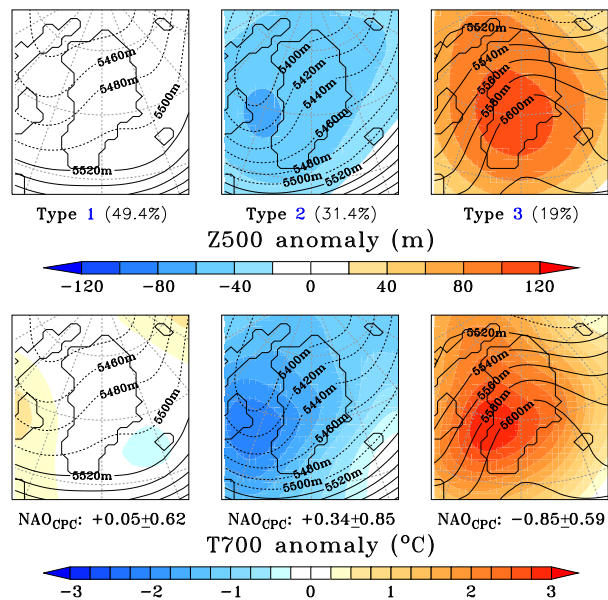 5460m
5480m
5500m
5520m
5400m
5420m
5440m
5460m
5480m
5500m
5520m
5520m
5540m
5560m
5580m
5600m
Type 1 (49.4%)
Type 2 (31.4%)
Type 3 (19%)
Z500 anomaly (m)
−120 −80 −40 0 40 80 120
5460m
5480m
5500m
5520m
5400m
5420m
5440m
5460m
5480m
5500m
5520m
5520m
5540m
5560m
5580m
5600m
NAOCPC: +0.05±0.62
NAOCPC: +0.34±0.85
NAOCPC: −0.85±0.59
T700 anomaly (°C)
−3 −2 −1 0 1 2 3